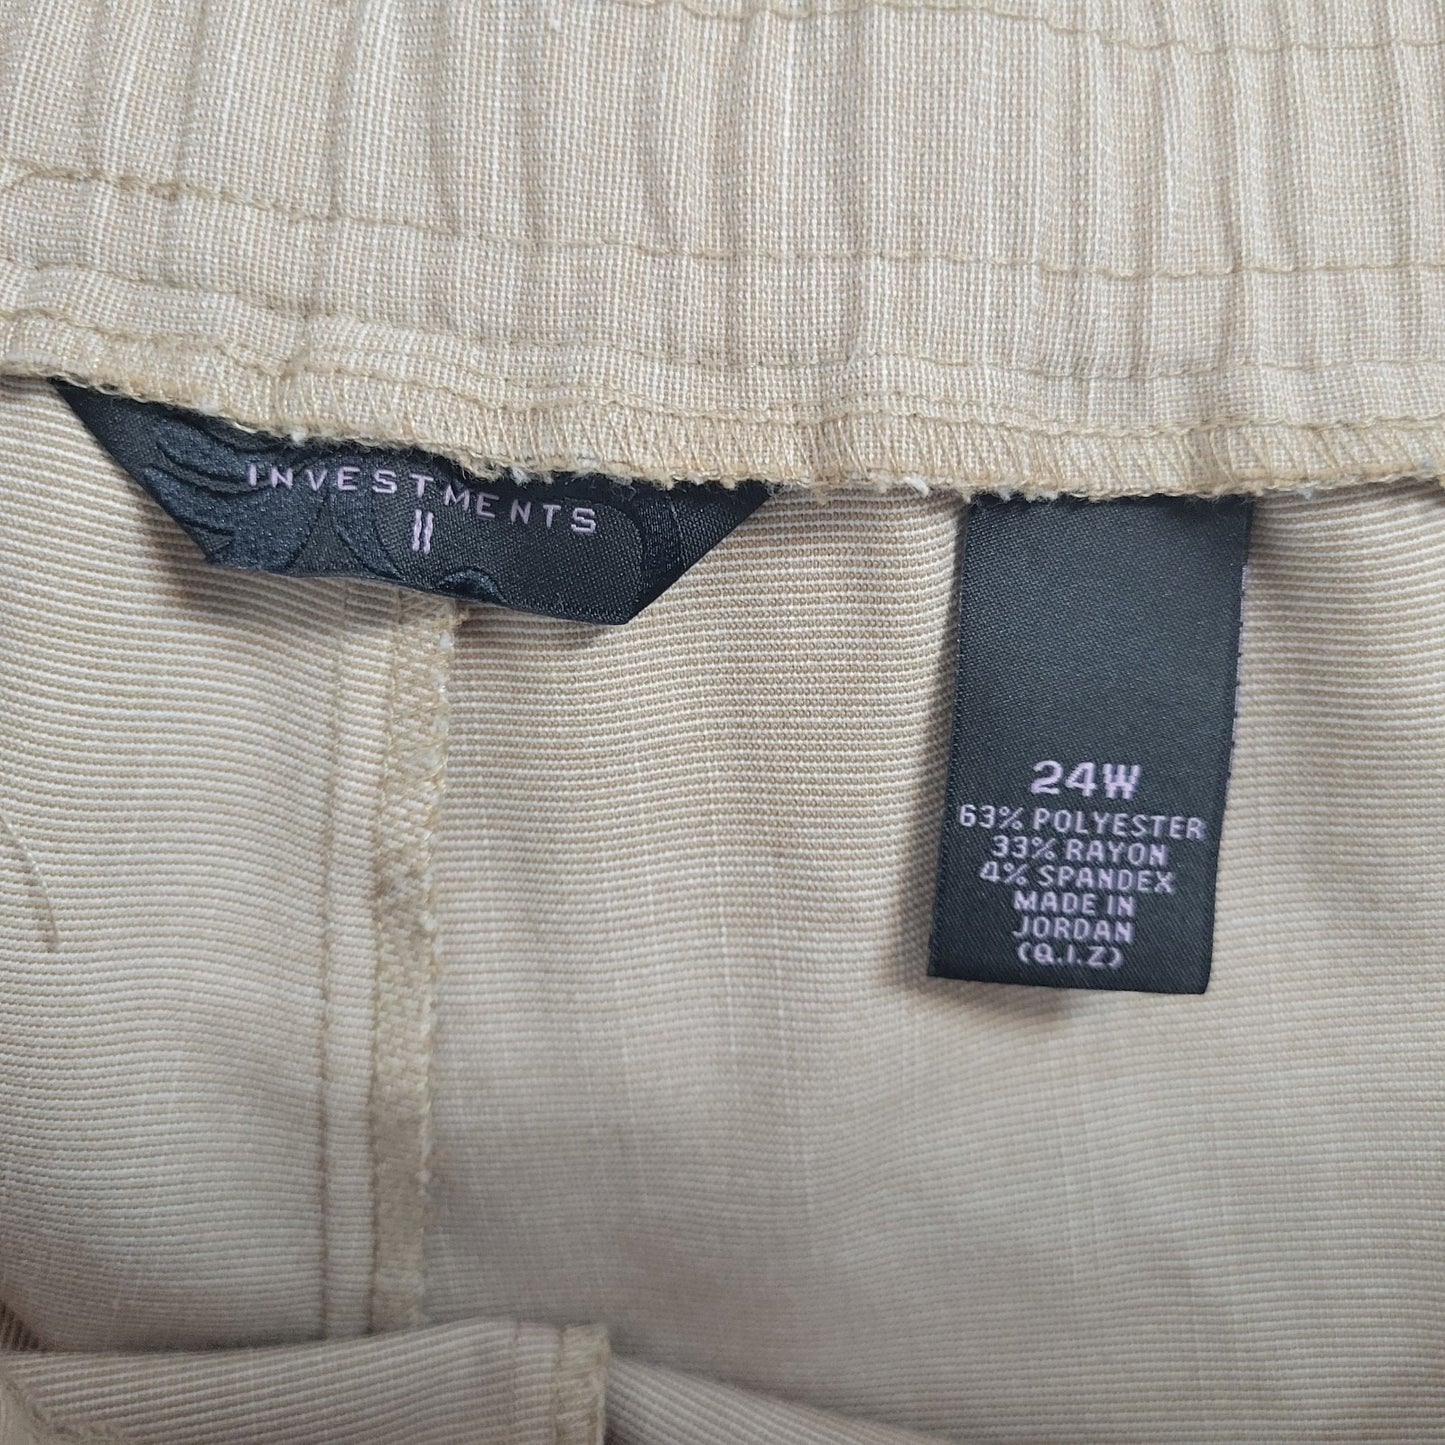 INVESTMENTS
II
24W
63% POLYESTER
33% RAYON
4% SPANDEX
MADE IN
JORDAN
(Q.I.Z)